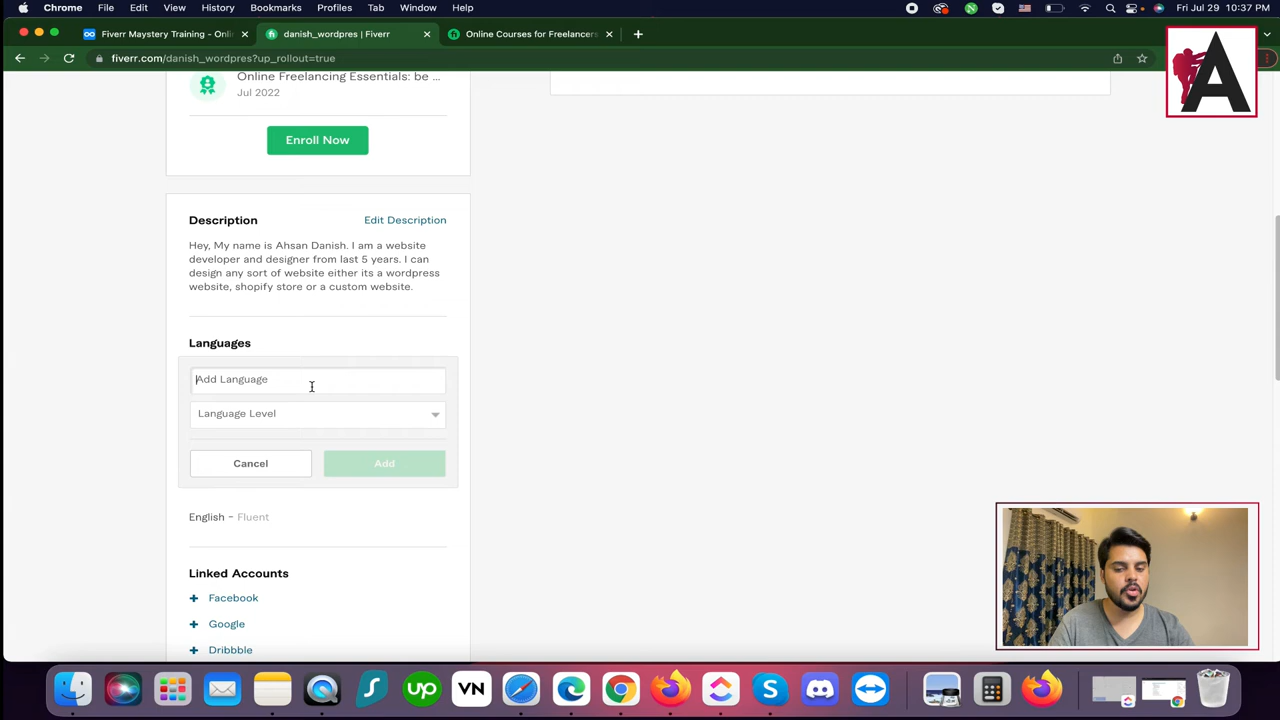 Chrome File Edit View History Bookmarks Profiles Tab Window Help Fri Jul 29 10:37 PM
Fiverr Maystery Training - Onli
danish_wordpres | Fiverr
Online Courses for Freelancers
fiverr.com/danish_wordpres?up_rollout=true
A
Online Freelancing Essentials: be ...
Jul 2022
Enroll Now
Description Edit Description
Hey, My name is Ahsan Danish. I am a website
developer and designer from last 5 years. I can
design any sort of website either its a wordpress
website, shopify store or a custom website.
Languages
Add Language
Language Level
Cancel Add
English - Fluent
Linked Accounts
+ Facebook
+ Google
+ Dribbble
up VN